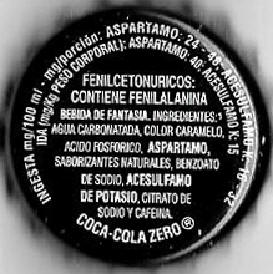 INGESTA mg/100 ml - mg/porción: ASPARTAMO: 24 - 48, ACESULFAMO K: 16 - 32
IDA (mg/kg PESO CORPORAL): ASPARTAMO: 40 ACESULFAMO K: 15
FENILCETONURICOS:
CONTIENE FENILALANINA
BEBIDA DE FANTASIA. INGREDIENTES:
AGUA CARBONATADA, COLOR CARAMELO,
ACIDO FOSFORICO, ASPARTAMO,
SABORIZANTES NATURALES, BENZOATO
DE SODIO, ACESULFAMO
DE POTASIO, CITRATO DE
SODIO Y CAFEINA.
COCA-COLA ZERO®